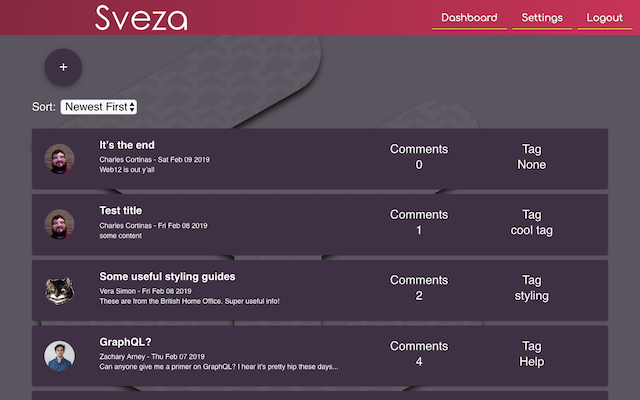 Sveza
Dashboard Settings Logout
+
Sort: Newest First
It's the end
Charles Cortinas - Sat Feb 09 2019
Web12 is out y'all
Comments
0
Tag
None
Test title
Charles Cortinas - Fri Feb 08 2019
some content
Comments
1
Tag
cool tag
Some useful styling guides
Vera Simon - Fri Feb 08 2019
These are from the British Home Office. Super useful info!
Comments
2
Tag
styling
GraphQL?
Zachary Arney - Thu Feb 07 2019
Can anyone give me a primer on GraphQL? I hear it's pretty hip these days...
Comments
4
Tag
Help